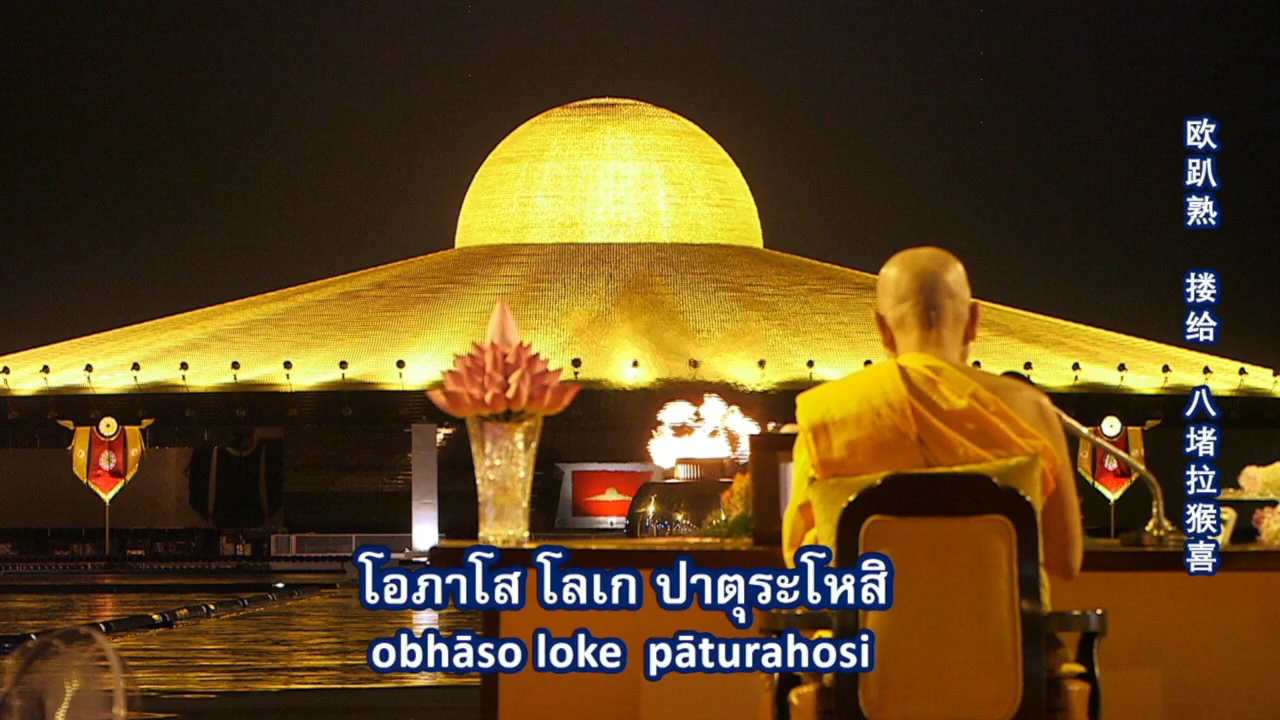 โอภาโส โลเก ปาตุระโหสิ
obhāso loke pāturahosi
欧趴熟 搂给 八堵拉猴喜